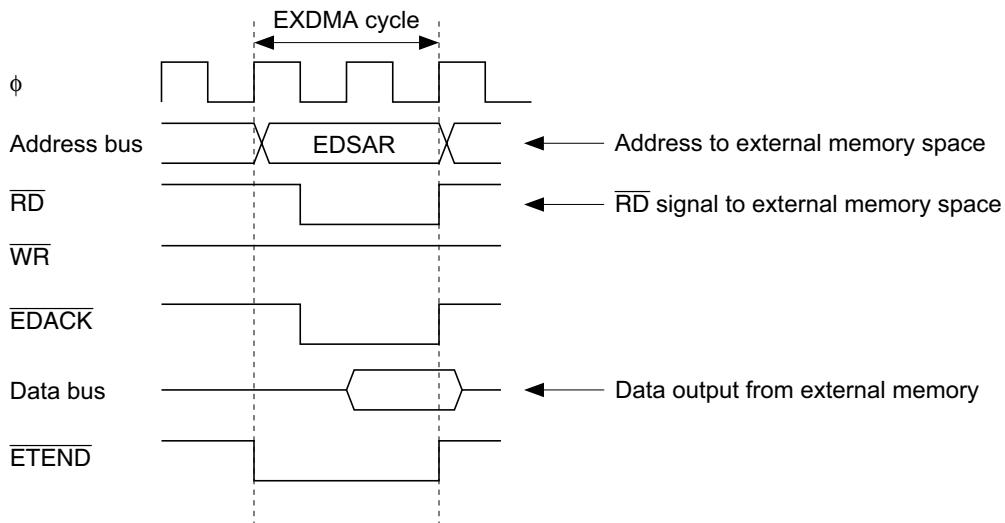 EXDMA cycle
ϕ
Address bus
EDSAR
Address to external memory space
RD
RD signal to external memory space
WR
EDACK
Data bus
Data output from external memory
ETEND